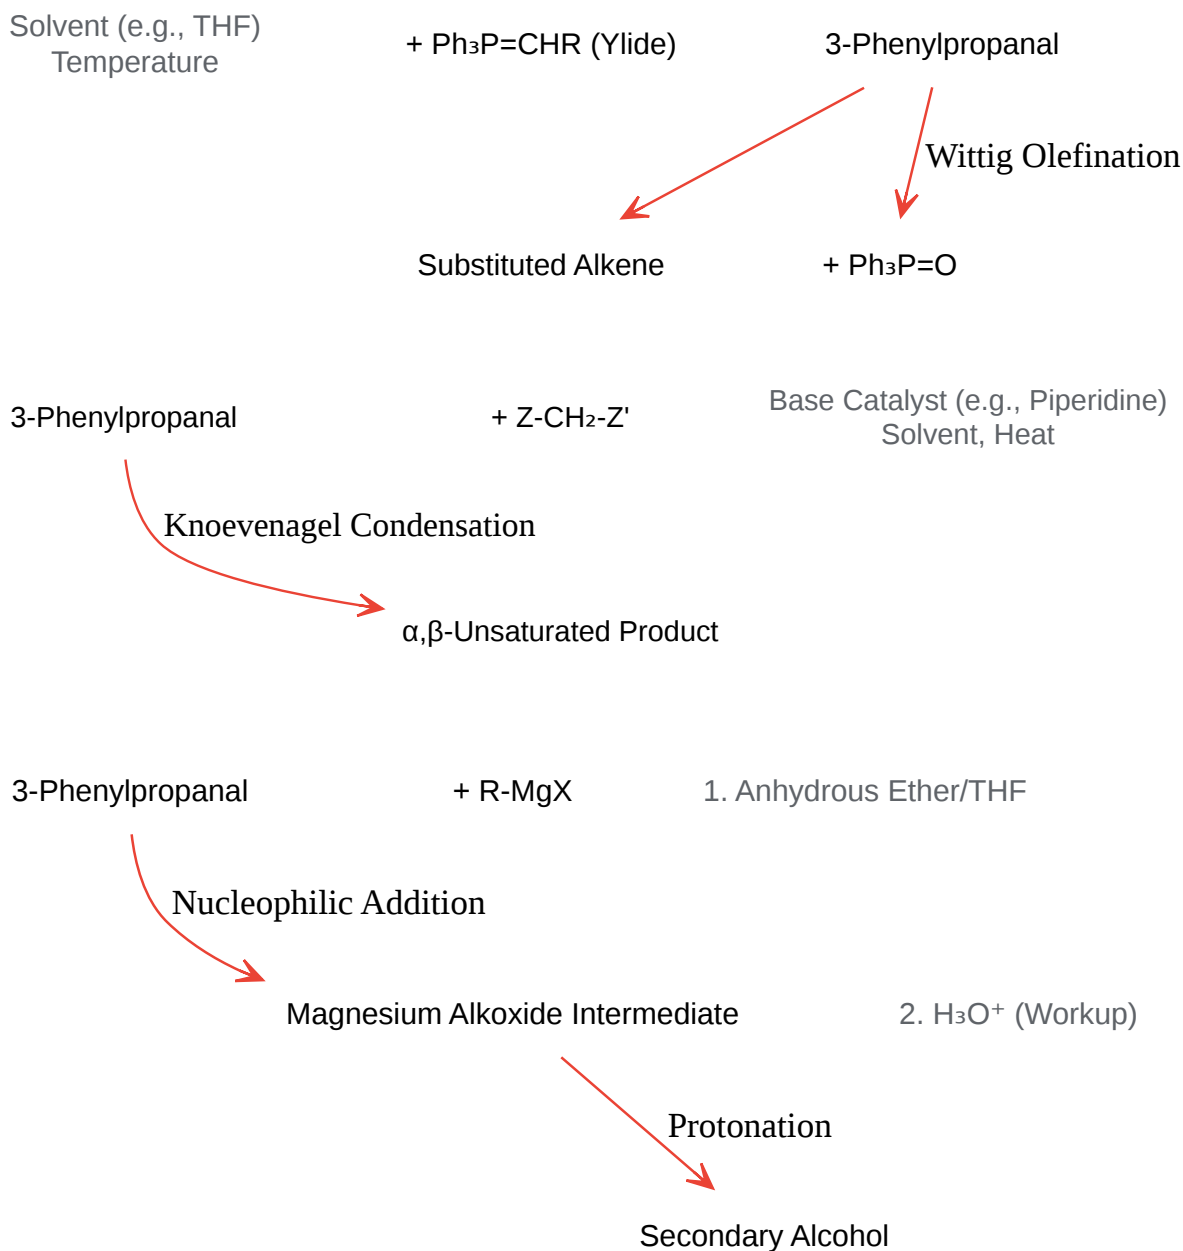 Solvent (e.g., THF)
Temperature
+ Ph₃P=CHR (Ylide)
3-Phenylpropanal
Wittig Olefination
Substituted Alkene
+ Ph₃P=O
3-Phenylpropanal
+ Z-CH₂-Z'
Base Catalyst (e.g., Piperidine)
Solvent, Heat
Knoevenagel Condensation
α,β-Unsaturated Product
3-Phenylpropanal
+ R-MgX
1. Anhydrous Ether/THF
Nucleophilic Addition
Magnesium Alkoxide Intermediate
2. H₃O⁺ (Workup)
Protonation
Secondary Alcohol